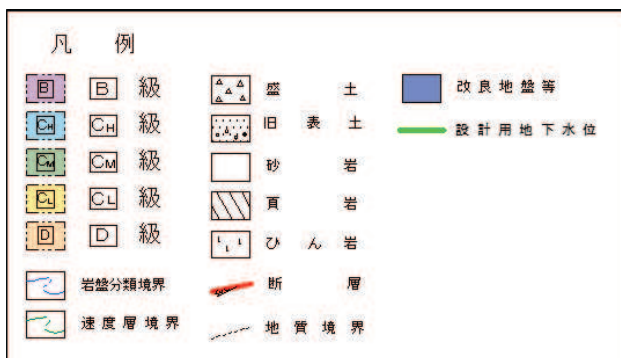 凡 例
B B 級
CH CH 級
CM CM 級
CL CL 級
D D 級
岩盤分類境界
速度層境界
盛 土
旧 表 土
砂 岩
頁 岩
ひ ん 岩
断 層
地 質 境 界
改良地盤等
設計用地下水位